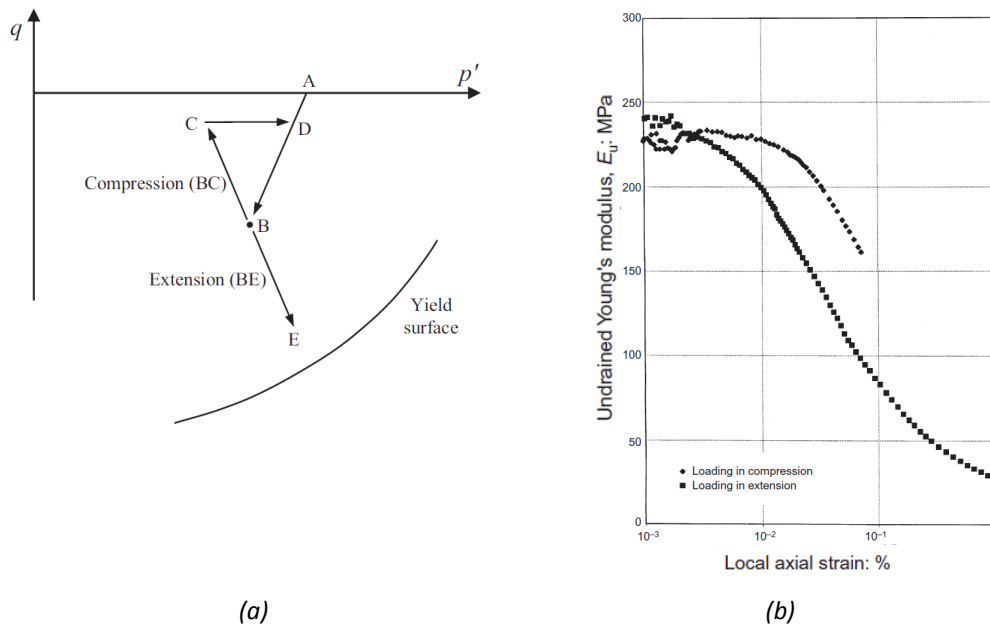 q
p′
A
C
D
Compression (BC)
B
Extension (BE)
E
Yield
surface
(a)
Undrained Young's modulus, Eᵤ: MPa
300
250
200
150
100
50
0
Loading in compression
Loading in extension
10⁻³
10⁻²
10⁻¹
Local axial strain: %
(b)